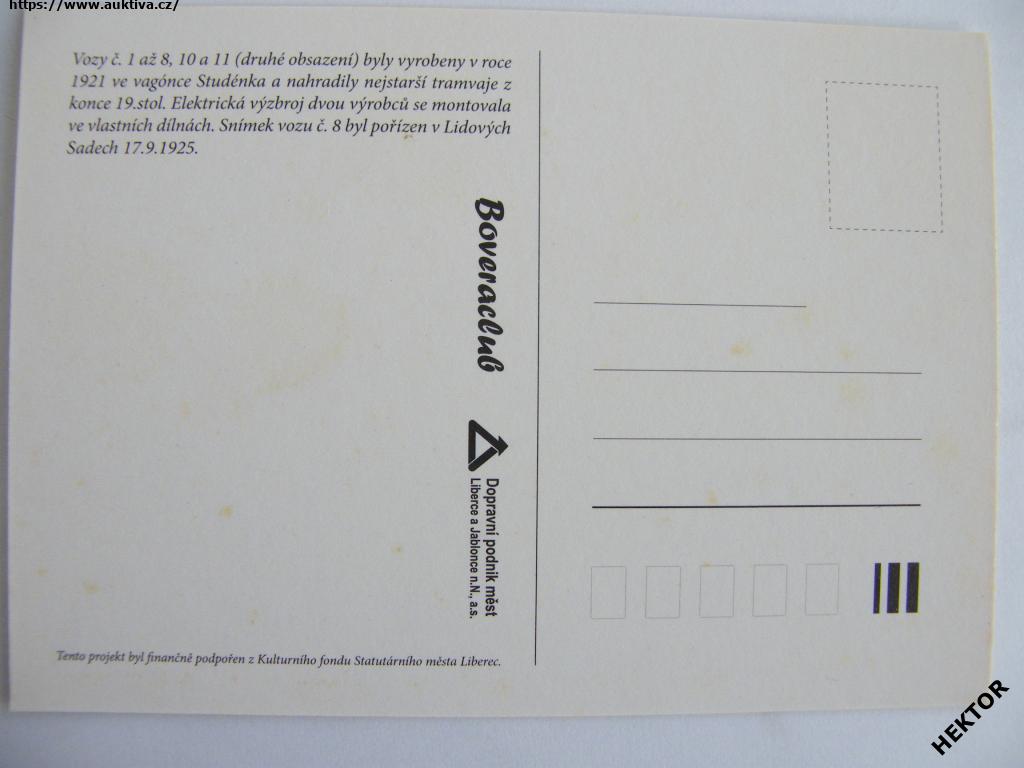 https://www.auktiva.cz/
Vozy č. 1 až 8, 10 a 11 (druhé obsazení) byly vyrobeny v roce
1921 ve vagónce Studénka a nahradily nejstarší tramvaje z
konce 19.stol. Elektrická výzbroj dvou výrobců se montovala
ve vlastních dílnách. Snímek vozu č. 8 byl pořízen v Lidových
Sadech 17.9.1925.
Boveraclub
Dopravní podnik měst
Liberce a Jablonce n.N., a.s.
Tento projekt byl finančně podpořen z Kulturního fondu Statutárního města Liberec.
HEKTOR